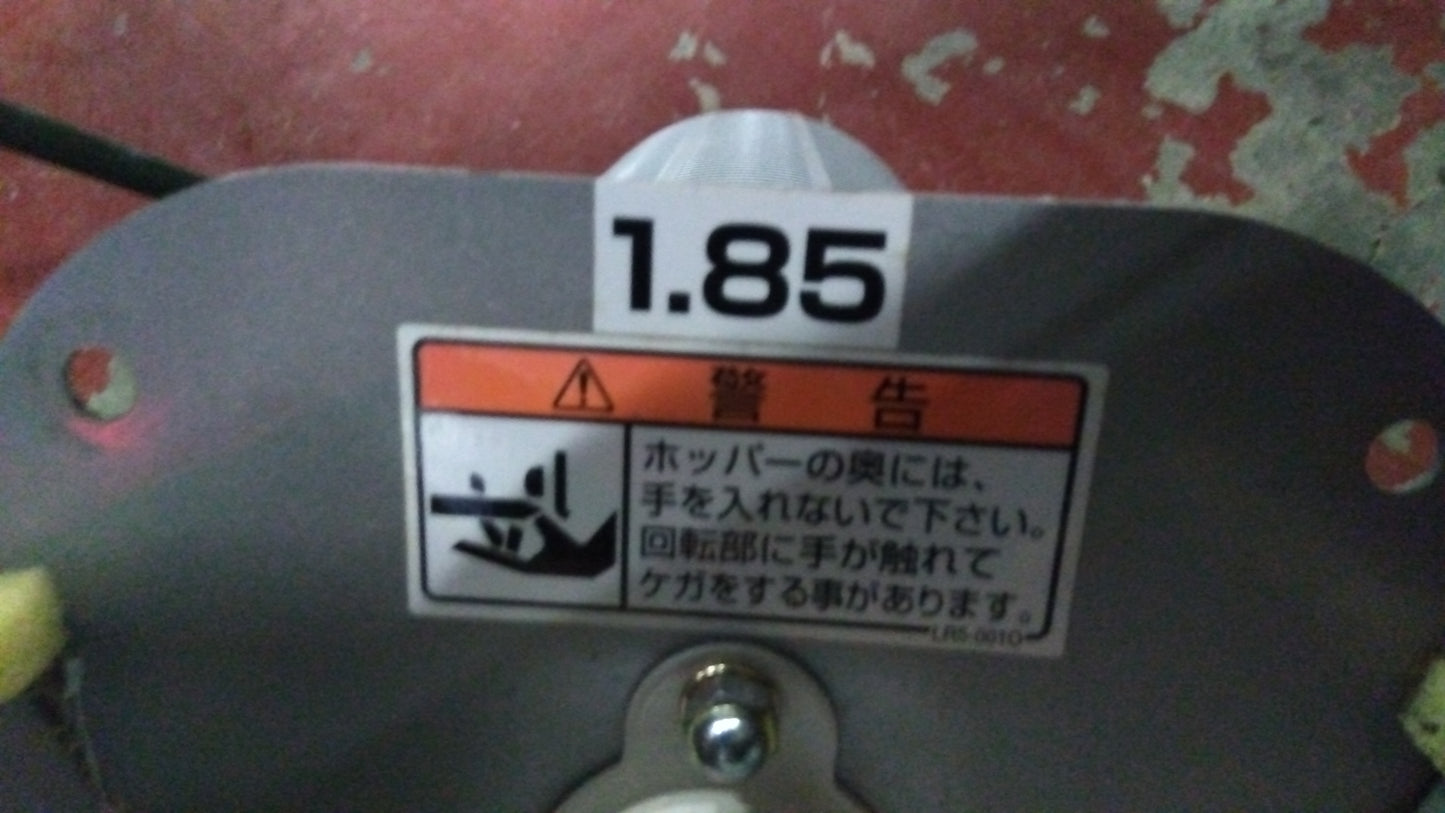 1.85
警告
ホッパーの奥には、
手を入れないで下さい。
回転部に手が触れて
ケガをする事があります。
LR5-001O